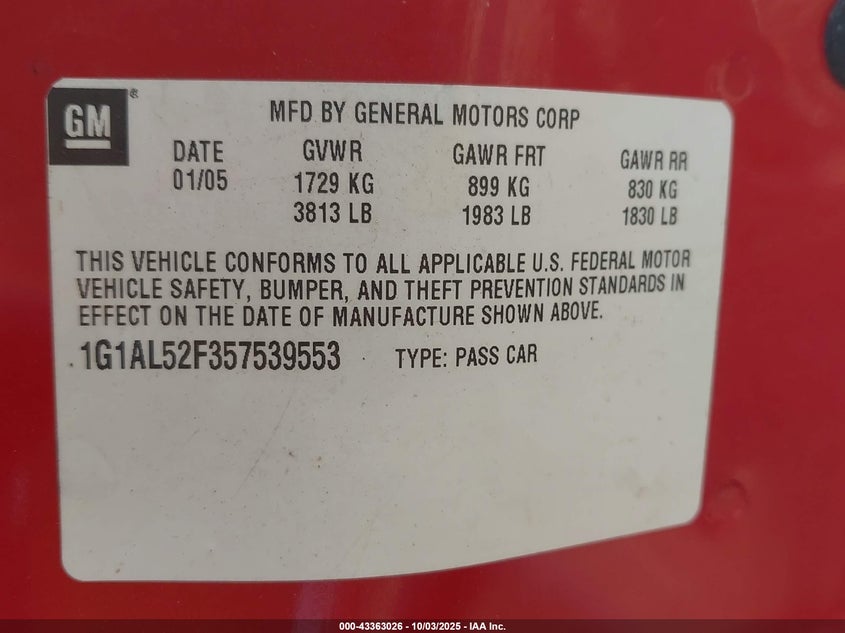 GM
MFD BY GENERAL MOTORS CORP
DATE GVWR GAWR FRT GAWR RR
01/05 1729 KG 899 KG 830 KG
3813 LB 1983 LB 1830 LB
THIS VEHICLE CONFORMS TO ALL APPLICABLE U.S. FEDERAL MOTOR
VEHICLE SAFETY, BUMPER, AND THEFT PREVENTION STANDARDS IN
EFFECT ON THE DATE OF MANUFACTURE SHOWN ABOVE.
1G1AL52F357539553 TYPE: PASS CAR
000-43363026 - 10/03/2025 - IAA Inc.